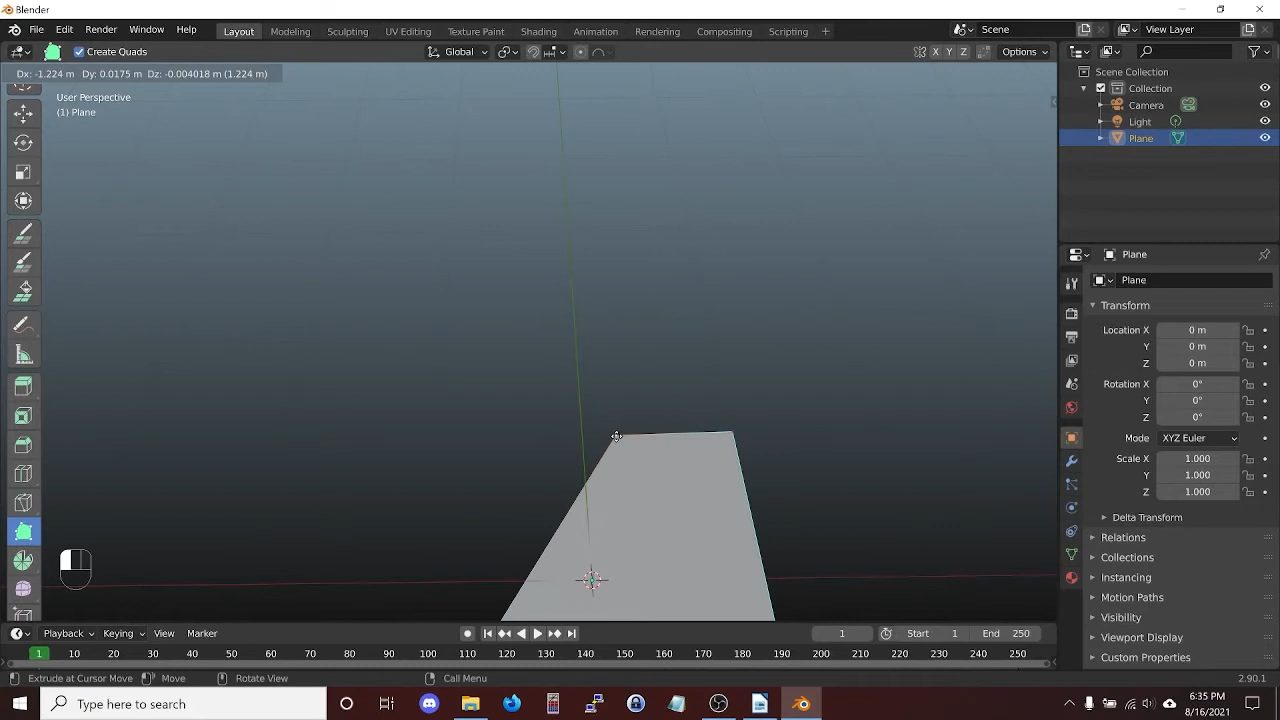 Blender
File Edit Render Window Help Layout Modeling Sculpting UV Editing Texture Paint Shading Animation Rendering Compositing Scripting + Scene View Layer
Create Quads Global X Y Z Options
Dx: -1.224 m Dy: 0.0175 m Dz: -0.004018 m (1.224 m)
Scene Collection
User Perspective
Collection
(1) Plane
Camera
Light
Plane
Plane
Plane
Transform
Location X 0 m
Y 0 m
Z 0 m
Rotation X 0°
Y 0°
Z 0°
Mode XYZ Euler
Scale X 1.000
Y 1.000
Z 1.000
Delta Transform
Relations
Collections
Instancing
Motion Paths
Visibility
Viewport Display
Custom Properties
Playback Keying View Marker 1 Start 1 End 250
1 10 20 30 40 50 60 70 80 90 100 110 120 130 140 150 160 170 180 190 200 210 220 230 240 250
Extrude at Cursor Move Move Rotate View Call Menu 2.90.1
Type here to search
6:35 PM
8/16/2021